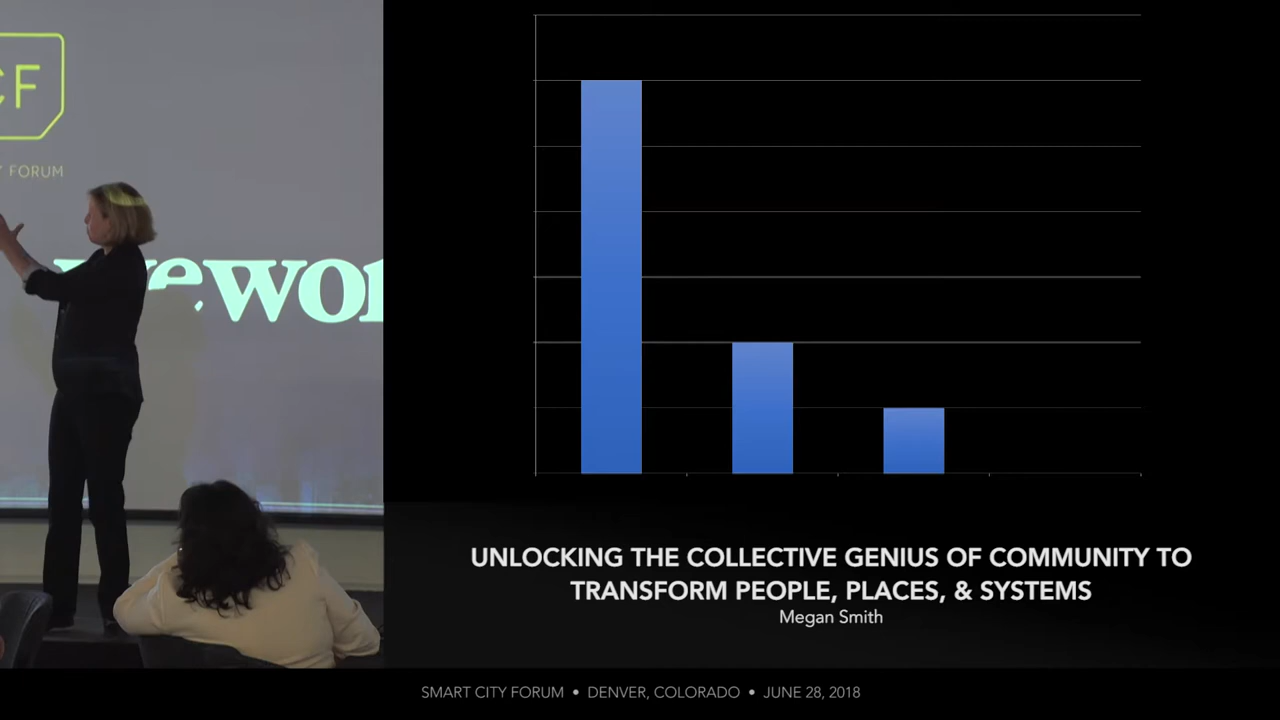 CF
FORUM
UNLOCKING THE COLLECTIVE GENIUS OF COMMUNITY TO
TRANSFORM PEOPLE, PLACES, & SYSTEMS
Megan Smith
SMART CITY FORUM • DENVER, COLORADO • JUNE 28, 2018